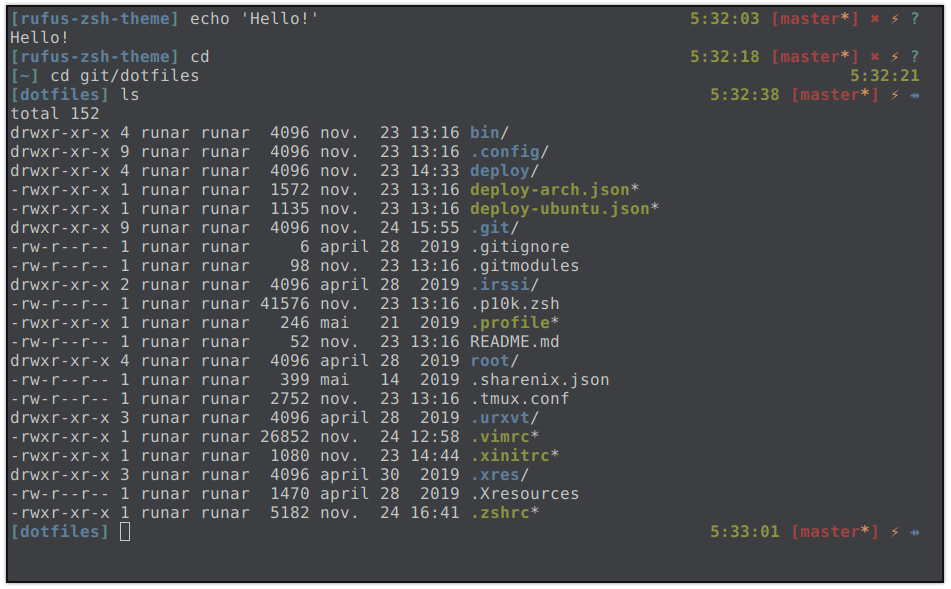 [rufus-zsh-theme] echo 'Hello!' 5:32:03 [master*] ✖ ⚡ ?
Hello!
[rufus-zsh-theme] cd 5:32:18 [master*] ✖ ⚡ ?
[~] cd git/dotfiles 5:32:21
[dotfiles] ls 5:32:38 [master*] ⚡ ⇻
total 152
drwxr-xr-x 4 runar runar  4096 nov.  23 13:16 bin/
drwxr-xr-x 9 runar runar  4096 nov.  23 13:16 .config/
drwxr-xr-x 4 runar runar  4096 nov.  23 14:33 deploy/
-rwxr-xr-x 1 runar runar  1572 nov.  23 13:16 deploy-arch.json*
-rwxr-xr-x 1 runar runar  1135 nov.  23 13:16 deploy-ubuntu.json*
drwxr-xr-x 9 runar runar  4096 nov.  24 15:55 .git/
-rw-r--r-- 1 runar runar     6 april 28  2019 .gitignore
-rw-r--r-- 1 runar runar    98 nov.  23 13:16 .gitmodules
drwxr-xr-x 2 runar runar  4096 april 28  2019 .irssi/
-rw-r--r-- 1 runar runar 41576 nov.  23 13:16 .p10k.zsh
-rwxr-xr-x 1 runar runar   246 mai   21  2019 .profile*
-rw-r--r-- 1 runar runar    52 nov.  23 13:16 README.md
drwxr-xr-x 4 runar runar  4096 april 28  2019 root/
-rw-r--r-- 1 runar runar   399 mai   14  2019 .sharenix.json
-rw-r--r-- 1 runar runar  2752 nov.  23 13:16 .tmux.conf
drwxr-xr-x 3 runar runar  4096 april 28  2019 .urxvt/
-rwxr-xr-x 1 runar runar 26852 nov.  24 12:58 .vimrc*
-rwxr-xr-x 1 runar runar  1080 nov.  23 14:44 .xinitrc*
drwxr-xr-x 3 runar runar  4096 april 30  2019 .xres/
-rw-r--r-- 1 runar runar  1470 april 28  2019 .Xresources
-rwxr-xr-x 1 runar runar  5182 nov.  24 16:41 .zshrc*
[dotfiles] 5:33:01 [master*] ⚡ ⇻